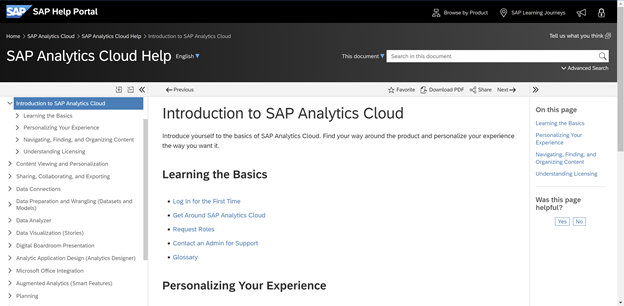 SAP SAP Help Portal
Browse by Product
SAP Learning Journeys
Home > SAP Analytics Cloud > SAP Analytics Cloud Help > Introduction to SAP Analytics Cloud
Tell us what you think
SAP Analytics Cloud Help
English
This document
Search in this document
Advanced Search
Previous
Favorite
Download PDF
Share
Next
Introduction to SAP Analytics Cloud
Learning the Basics
Personalizing Your Experience
Navigating, Finding, and Organizing Content
Understanding Licensing
Content Viewing and Personalization
Sharing, Collaborating, and Exporting
Data Connections
Data Preparation and Wrangling (Datasets and
Models)
Data Analyzer
Data Visualization (Stories)
Digital Boardroom Presentation
Analytic Application Design (Analytics Designer)
Microsoft Office Integration
Augmented Analytics (Smart Features)
Planning
Introduction to SAP Analytics Cloud
Introduce yourself to the basics of SAP Analytics Cloud. Find your way around the product and personalize your experience
the way you want it.
Learning the Basics
• Log In for the First Time
• Get Around SAP Analytics Cloud
• Request Roles
• Contact an Admin for Support
• Glossary
Personalizing Your Experience
On this page
Learning the Basics
Personalizing Your
Experience
Navigating, Finding, and
Organizing Content
Understanding Licensing
Was this page
helpful?
Yes
No